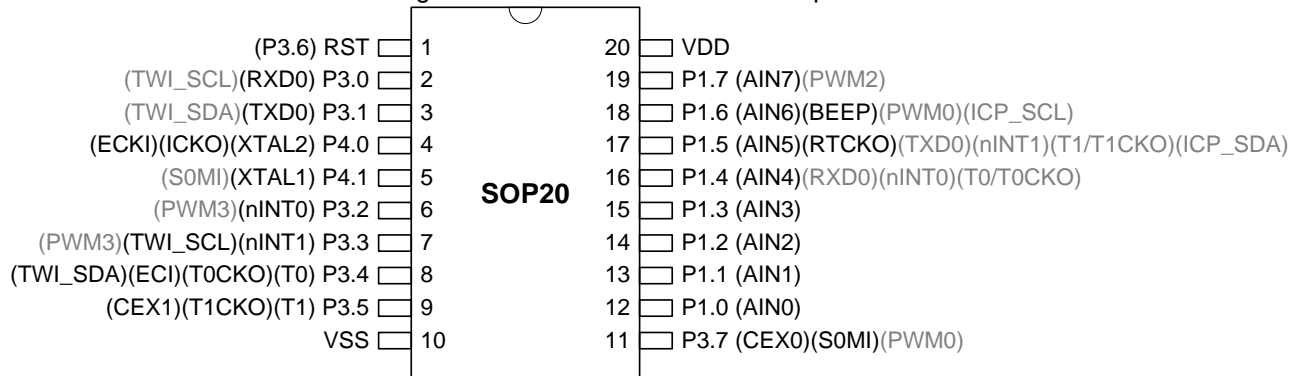 (P3.6) RST 1 20 VDD
(TWI_SCL)(RXD0) P3.0 2 19 P1.7 (AIN7)(PWM2)
(TWI_SDA)(TXD0) P3.1 3 18 P1.6 (AIN6)(BEEP)(PWM0)(ICP_SCL)
(ECKI)(ICKO)(XTAL2) P4.0 4 17 P1.5 (AIN5)(RTCKO)(TXD0)(nINT1)(T1/T1CKO)(ICP_SDA)
(S0MI)(XTAL1) P4.1 5 16 P1.4 (AIN4)(RXD0)(nINT0)(T0/T0CKO)
SOP20
(PWM3)(nINT0) P3.2 6 15 P1.3 (AIN3)
(PWM3)(TWI_SCL)(nINT1) P3.3 7 14 P1.2 (AIN2)
(TWI_SDA)(ECI)(T0CKO)(T0) P3.4 8 13 P1.1 (AIN1)
(CEX1)(T1CKO)(T1) P3.5 9 12 P1.0 (AIN0)
VSS 10 11 P3.7 (CEX0)(S0MI)(PWM0)